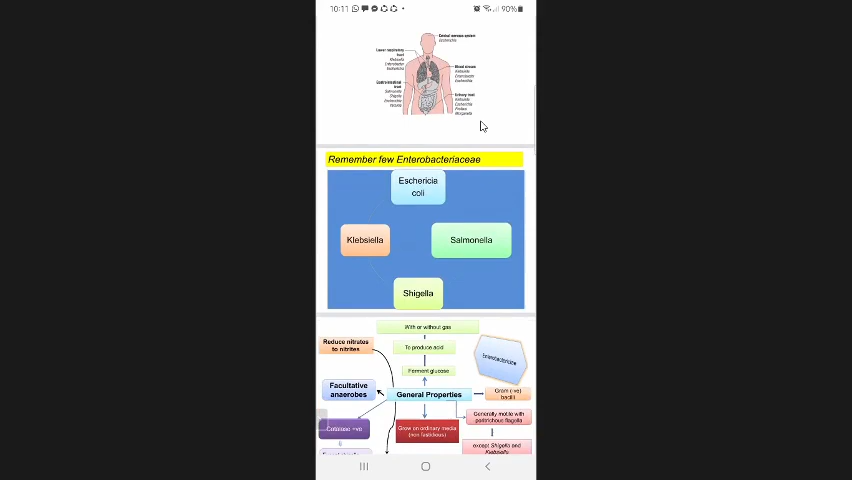 10:11
90%
Central nervous system
Escherichia
Lower respiratory
tract
Klebsiella
Enterobacter
Escherichia
Blood stream
Klebsiella
Enterobacter
Escherichia
Gastrointestinal
tract
Salmonella
Shigella
Escherichia
Yersinia
Urinary tract
Klebsiella
Escherichia
Proteus
Morganella
Remember few Enterobacteriaceae
Eschericia
coli
Klebsiella
Salmonella
Shigella
With or without gas
Reduce nitrates
to nitrites
To produce acid
Ferment glucose
Facultative
anaerobes
General Properties
Gram (-ve)
bacilli
Generally motile with
peritrichous flagella
Grow on ordinary media
(non fastidious)
except Shigella and
Klebsiella